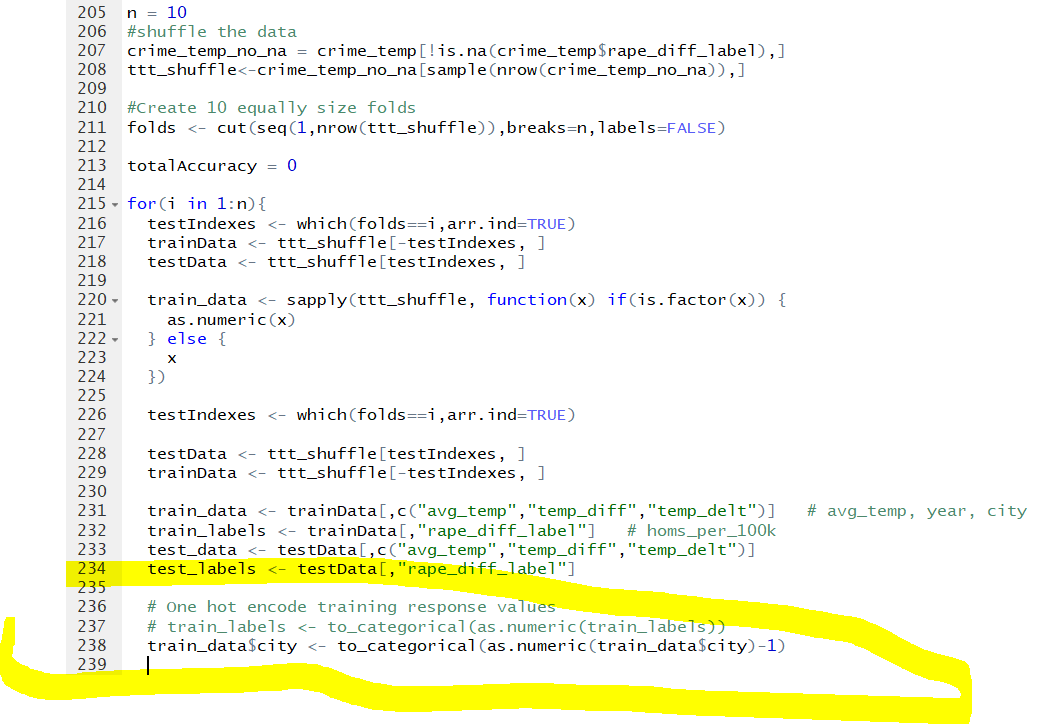 205 n = 10
206 #shuffle the data
207 crime_temp_no_na = crime_temp[!is.na(crime_temp$rape_diff_label),]
208 ttt_shuffle<-crime_temp_no_na[sample(nrow(crime_temp_no_na)),]
209
210 #Create 10 equally size folds
211 folds <- cut(seq(1,nrow(ttt_shuffle)),breaks=n,labels=FALSE)
212
213 totalAccuracy = 0
214
215 for(i in 1:n){
216   testIndexes <- which(folds==i,arr.ind=TRUE)
217   trainData <- ttt_shuffle[-testIndexes, ]
218   testData <- ttt_shuffle[testIndexes, ]
219
220   train_data <- sapply(ttt_shuffle, function(x) if(is.factor(x)) {
221     as.numeric(x)
222   } else {
223     x
224   })
225
226   testIndexes <- which(folds==i,arr.ind=TRUE)
227
228   testData <- ttt_shuffle[testIndexes, ]
229   trainData <- ttt_shuffle[-testIndexes, ]
230
231   train_data <- trainData[,c("avg_temp","temp_diff","temp_delt")]   # avg_temp, year, city
232   train_labels <- trainData[,"rape_diff_label"]   # homs_per_100k
233   test_data <- testData[,c("avg_temp","temp_diff","temp_delt")]
234   test_labels <- testData[,"rape_diff_label"]
235
236   # One hot encode training response values
237   # train_labels <- to_categorical(as.numeric(train_labels))
238   train_data$city <- to_categorical(as.numeric(train_data$city)-1)
239